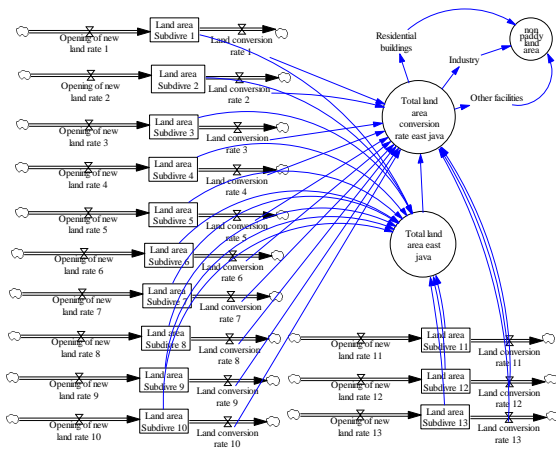 Opening of new
land rate 1
Land area
Subdivre 1
Land conversion
rate 1
Opening of new
land rate 2
Land area
Subdivre 2
Land conversion
rate 2
Opening of new
land rate 3
Land area
Subdivre 3
Land conversion
rate 3
Opening of new
land rate 4
Land area
Subdivre 4
Land conversion
rate 4
Opening of new
land rate 5
Land area
Subdivre 5
Land conversion
rate 5
Opening of new
land rate 6
Land area
Subdivre 6
Land conversion
rate 6
Opening of new
land rate 7
Land area
Subdivre 7
Land conversion
rate 7
Opening of new
land rate 8
Land area
Subdivre 8
Land conversion
rate 8
Opening of new
land rate 9
Land area
Subdivre 9
Land conversion
rate 9
Opening of new
land rate 10
Land area
Subdivre 10
Land conversion
rate 10
Residential
buildings
Industry
Other facilities
non
paddy
land
area
Total land
area
conversion
rate east java
Total land
area east
java
Opening of new
land rate 11
Land area
Subdivre 11
Land conversion
rate 11
Opening of new
land rate 12
Land area
Subdivre 12
Land conversion
rate 12
Opening of new
land rate 13
Land area
Subdivre 13
Land conversion
rate 13